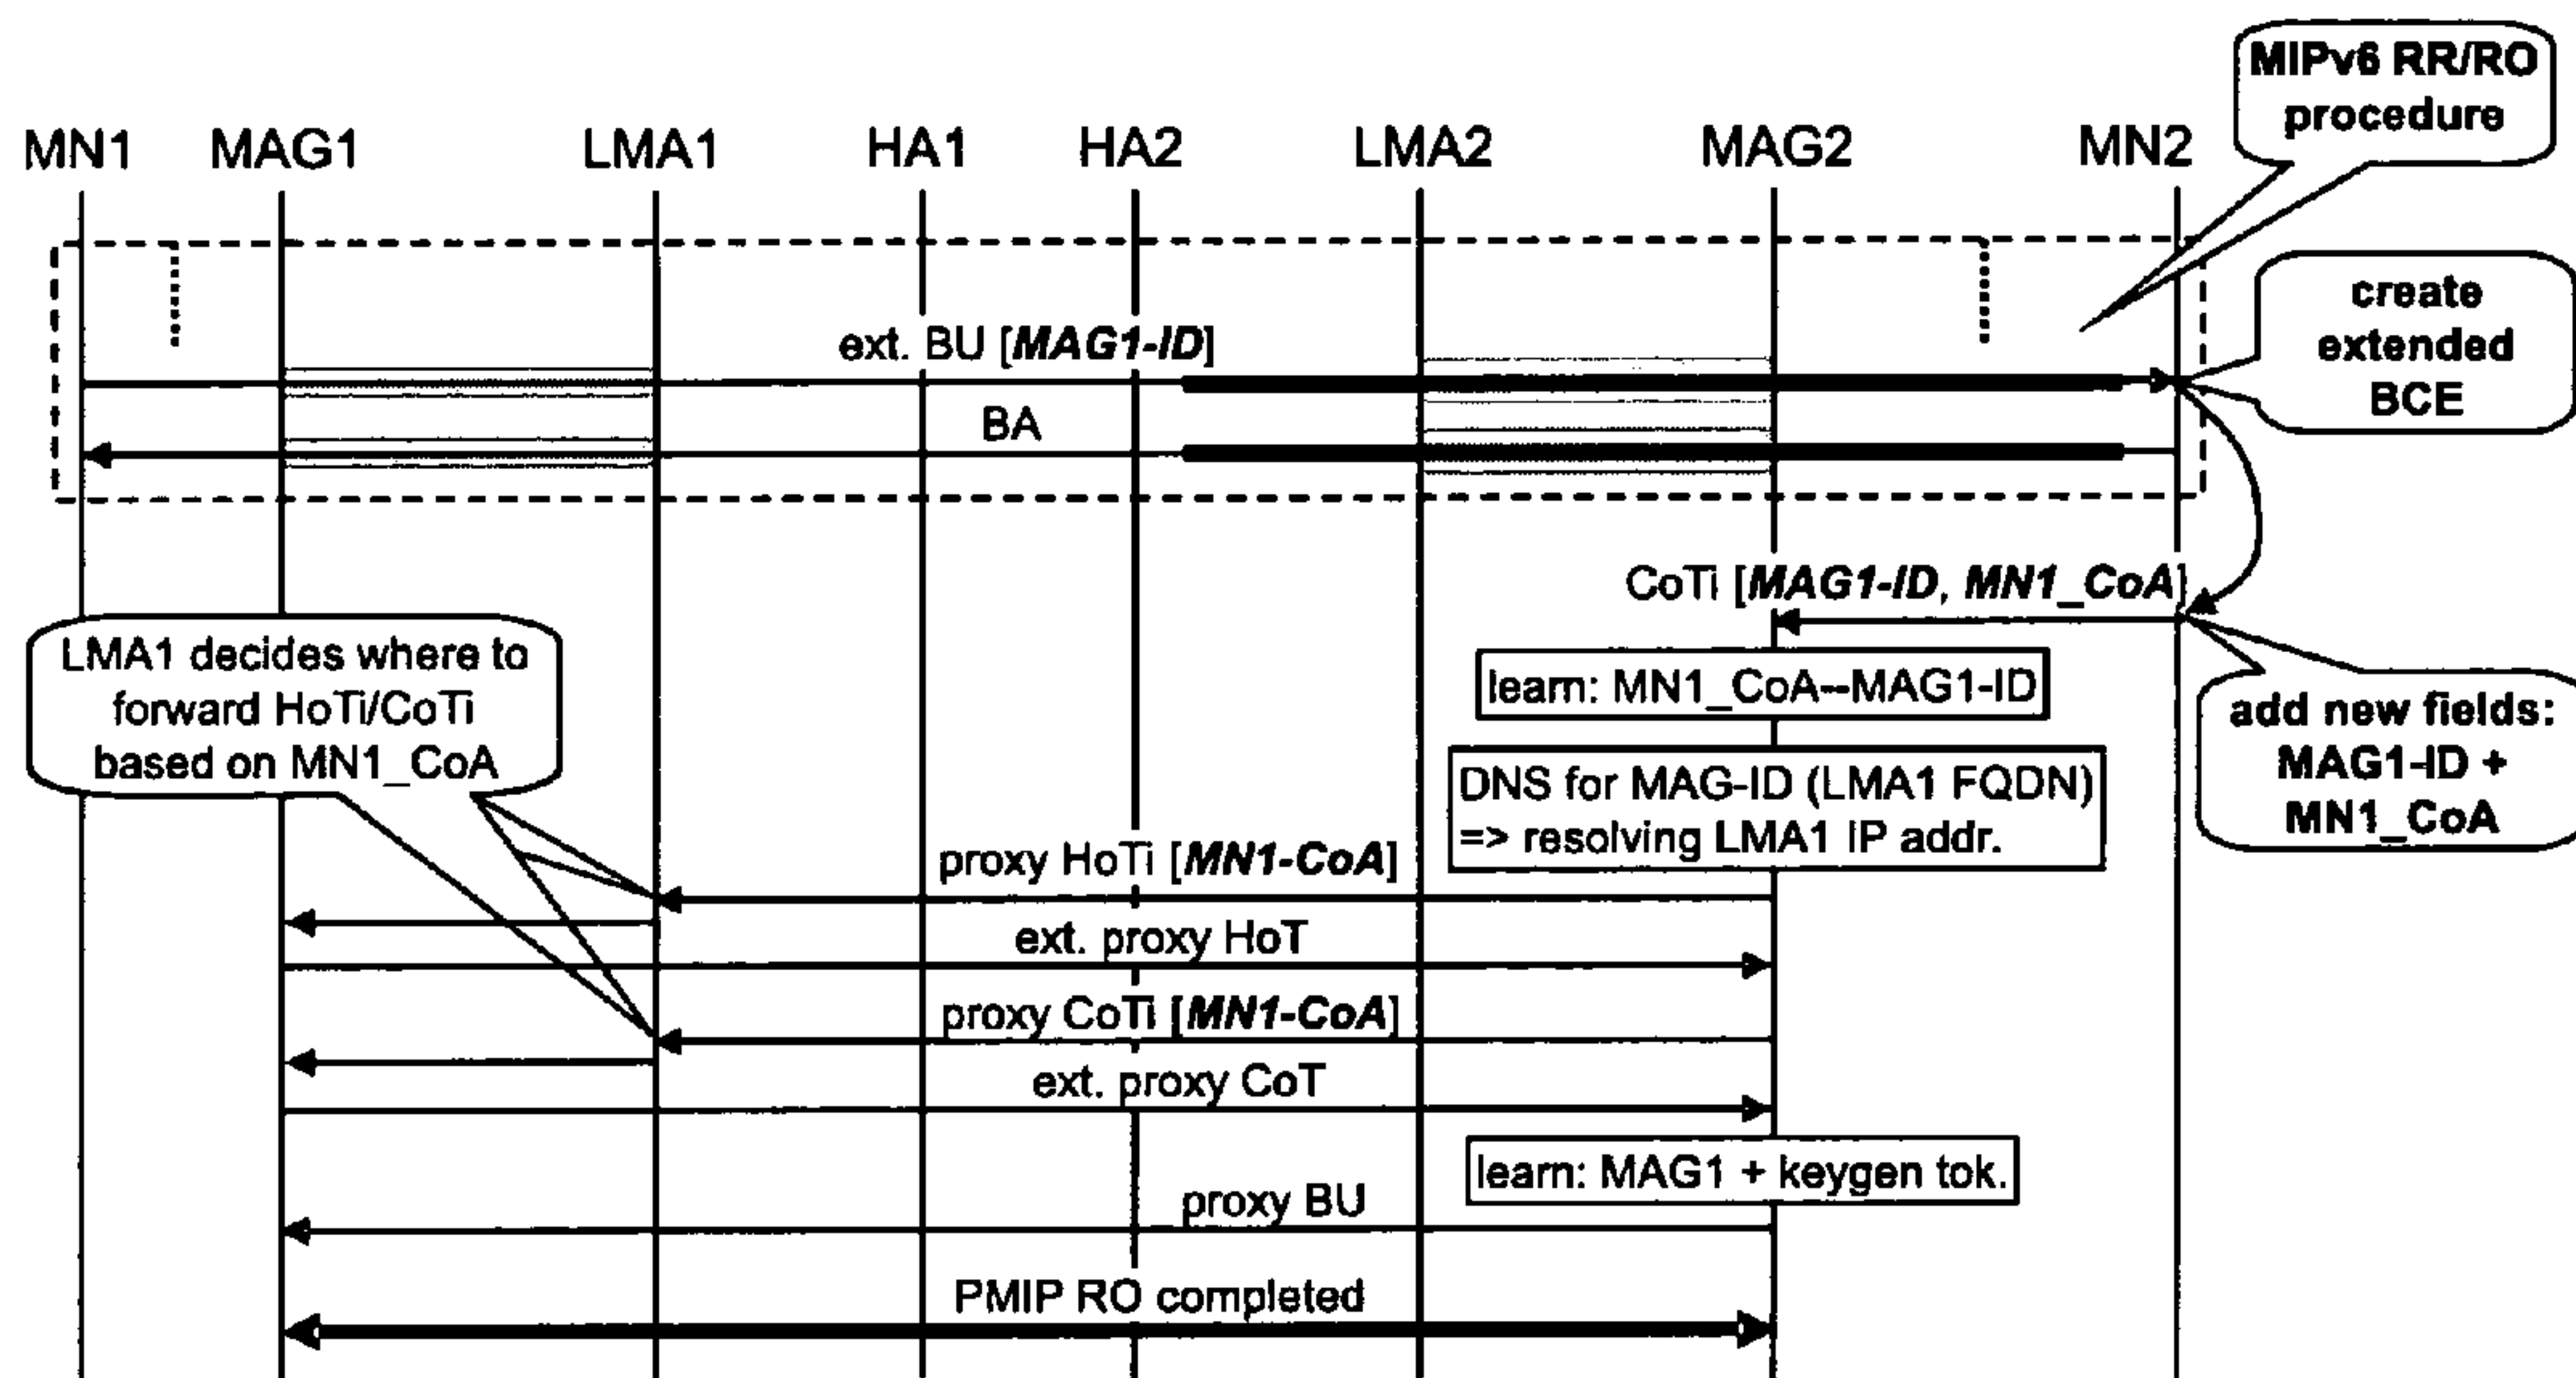 MIPv6 RR/RO
procedure
MN1 MAG1 LMA1 HA1 HA2 LMA2 MAG2 MN2
create
extended
BCE
ext. BU [MAG1-ID]
BA
CoTi [MAG1-ID, MN1_CoA]
LMA1 decides where to
forward HoTi/CoTi
based on MN1_CoA
learn: MN1_CoA--MAG1-ID
add new fields:
MAG1-ID +
MN1_CoA
DNS for MAG-ID (LMA1 FQDN)
=> resolving LMA1 IP addr.
proxy HoTi [MN1-CoA]
ext. proxy HoT
proxy CoTi [MN1-CoA]
ext. proxy CoT
learn: MAG1 + keygen tok.
proxy BU
PMIP RO completed